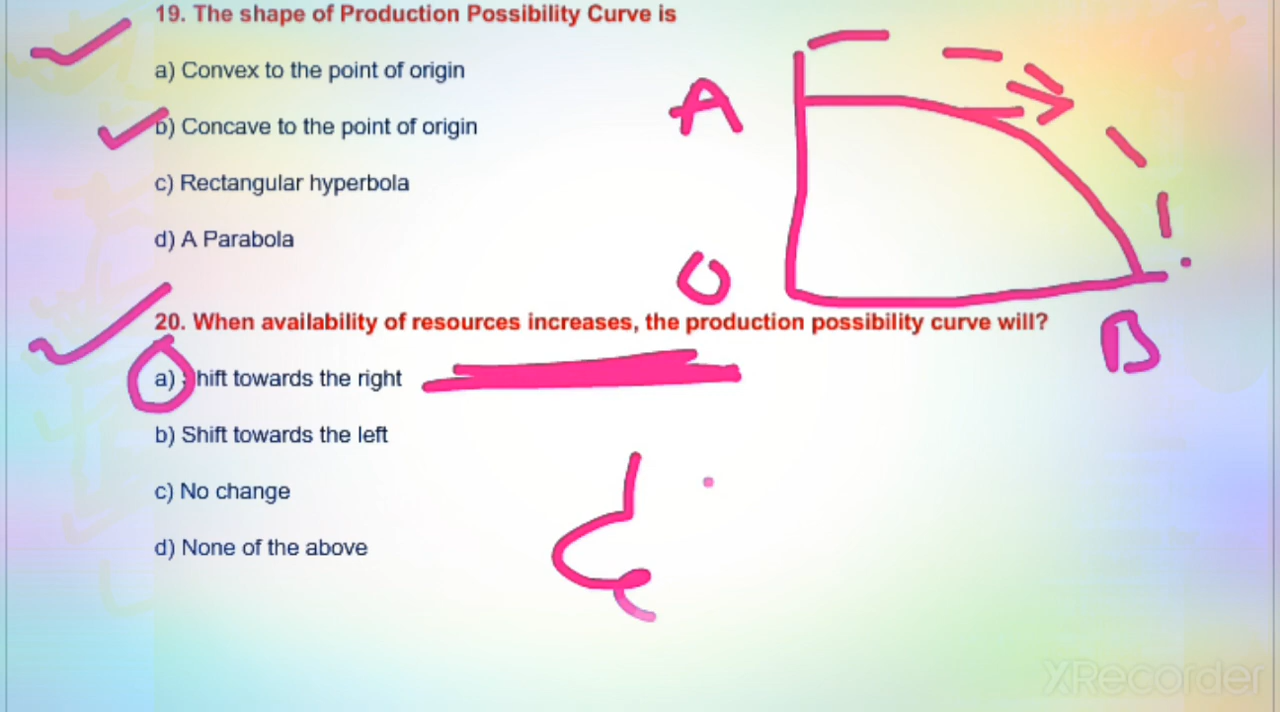 19. The shape of Production Possibility Curve is
a) Convex to the point of origin
b) Concave to the point of origin
c) Rectangular hyperbola
d) A Parabola
A
O
B
20. When availability of resources increases, the production possibility curve will?
a) Shift towards the right
b) Shift towards the left
c) No change
d) None of the above
XRecorder